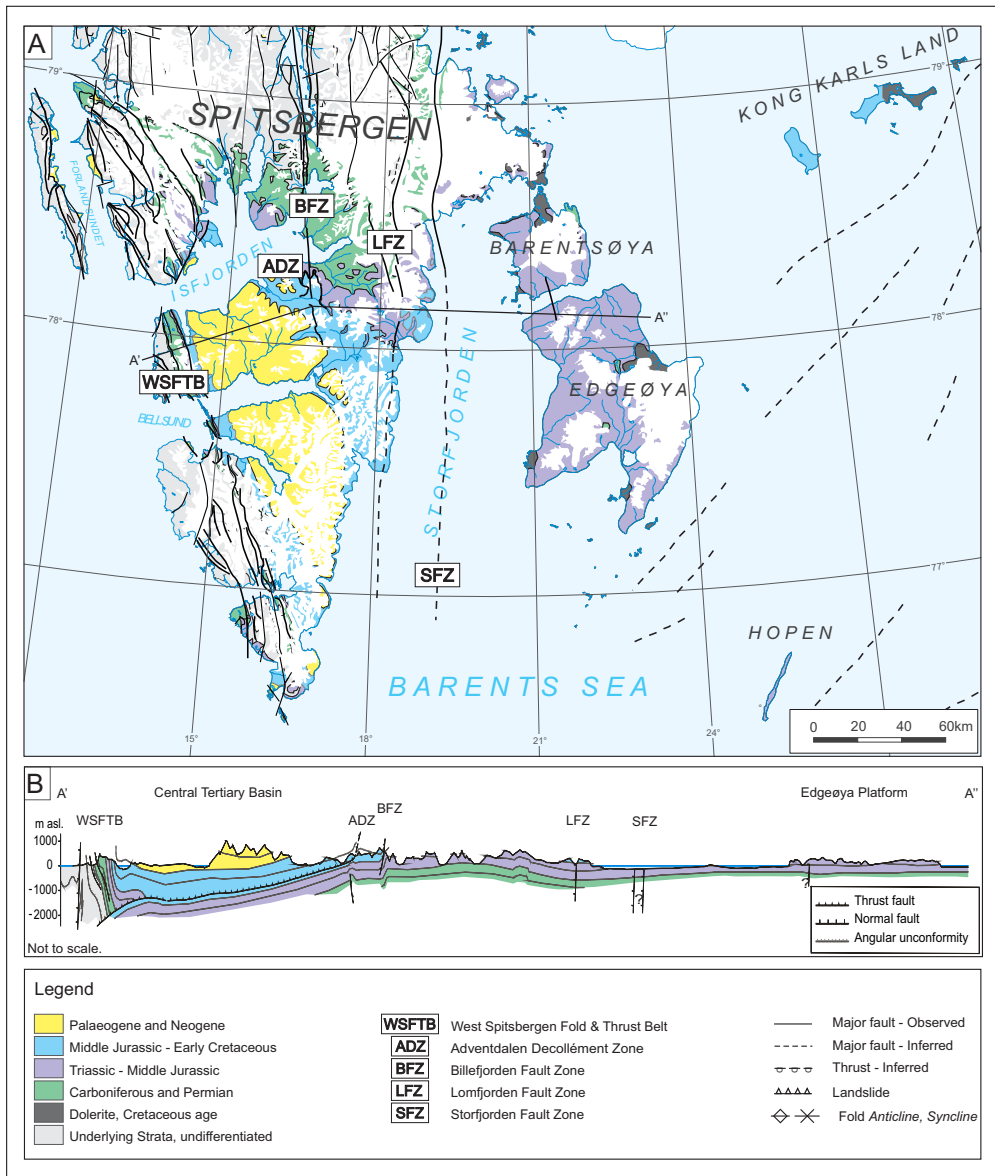 A
79°
79°
KONG KARLS LAND
SPITSBERGEN
FORLANDSUNDET
BFZ
LFZ
BARENTSØYA
ISFJORDEN
ADZ
78°
78°
A'
A"
WSFTB
EDGEØYA
BELLSUND
STORFJORDEN
SFZ
77°
HOPEN
BARENTS SEA
0 20 40 60km
15°
18°
21°
24°
B
A'
Central Tertiary Basin
Edgeøya Platform
A"
WSFTB
ADZ
BFZ
LFZ
SFZ
m asl.
1000
0
-1000
-2000
?
?
?
Thrust fault
Normal fault
Angular unconformity
Not to scale.
Legend
Palaeogene and Neogene
Middle Jurassic - Early Cretaceous
Triassic - Middle Jurassic
Carboniferous and Permian
Dolerite, Cretaceous age
Underlying Strata, undifferentiated
WSFTB West Spitsbergen Fold & Thrust Belt
ADZ Adventdalen Decollément Zone
BFZ Billefjorden Fault Zone
LFZ Lomfjorden Fault Zone
SFZ Storfjorden Fault Zone
Major fault - Observed
Major fault - Inferred
Thrust - Inferred
Landslide
Fold Anticline, Syncline